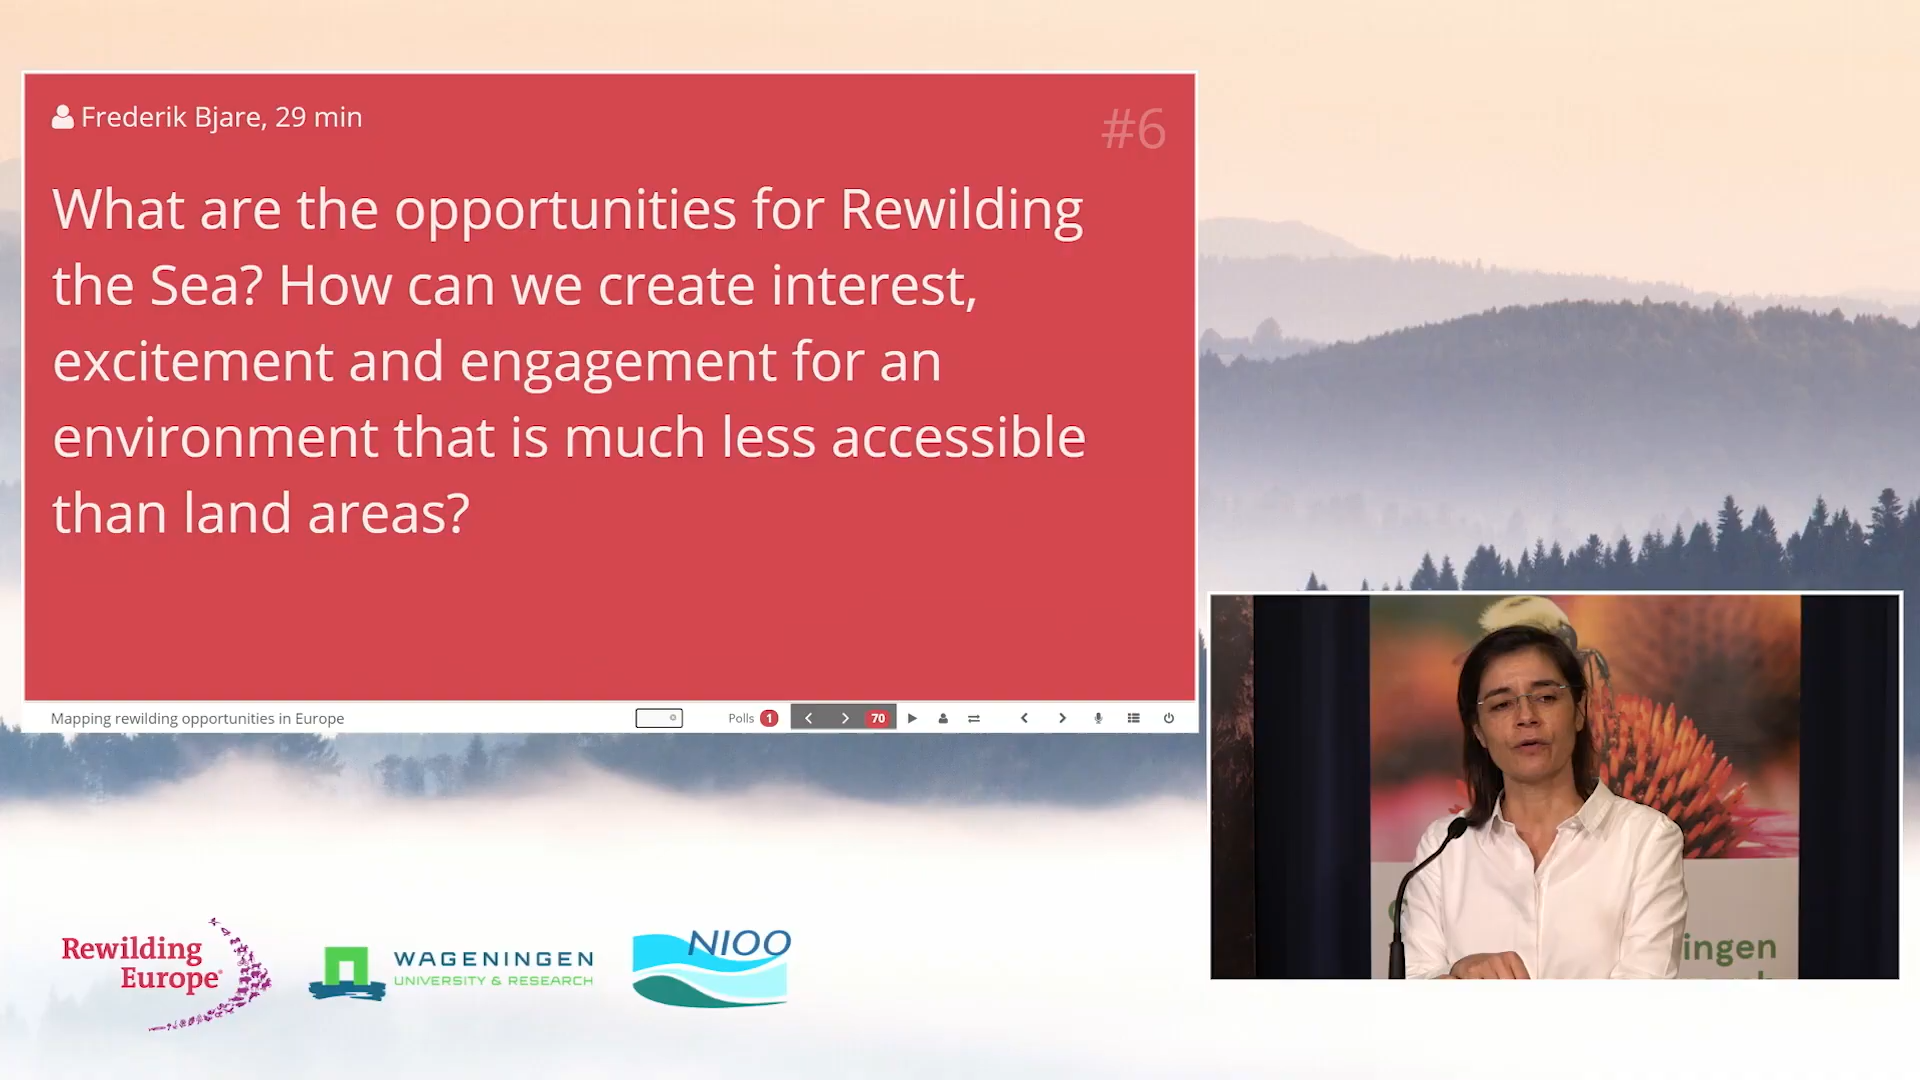 Frederik Bjare, 29 min
#6
What are the opportunities for Rewilding
the Sea? How can we create interest,
excitement and engagement for an
environment that is much less accessible
than land areas?
Mapping rewilding opportunities in Europe
Polls 1
70
Rewilding
Europe
WAGENINGEN
UNIVERSITY & RESEARCH
NIOO
ingen